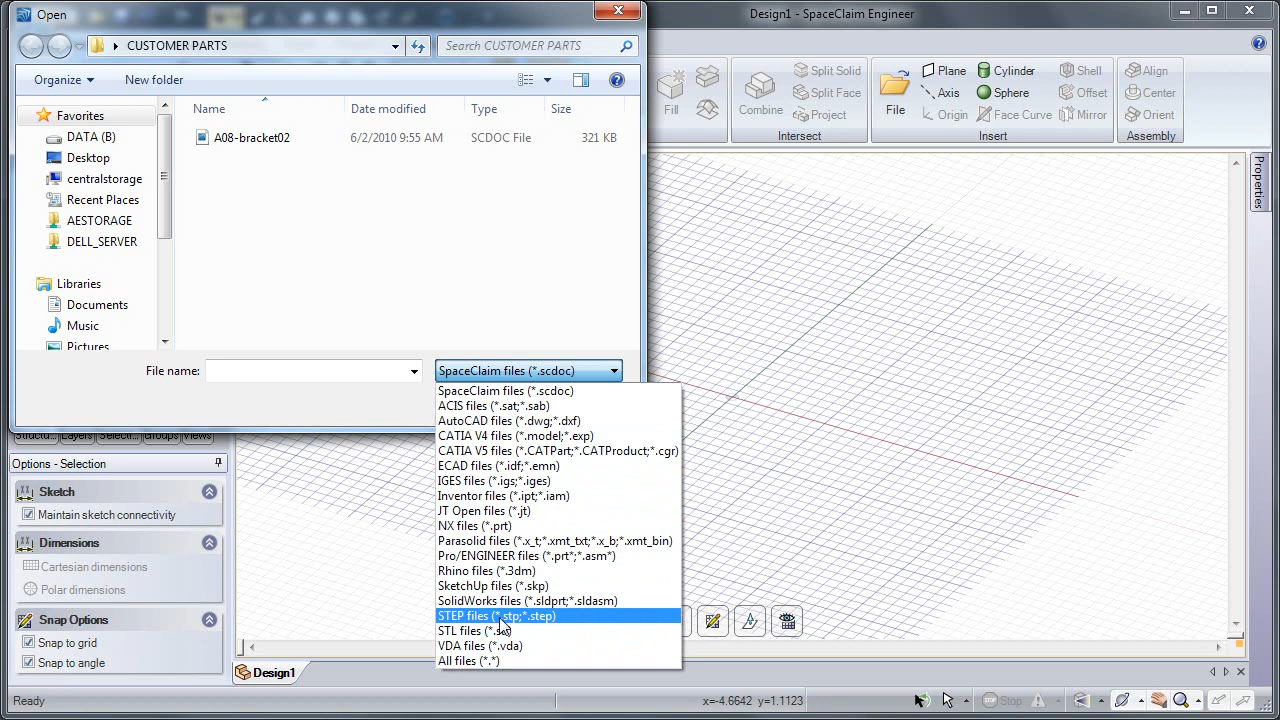 Open
Design1 - SpaceClaim Engineer
CUSTOMER PARTS
Search CUSTOMER PARTS
Organize
New folder
Name
Date modified
Type
Size
A08-bracket02
6/2/2010 9:55 AM
SCDOC File
321 KB
Favorites
DATA (B)
Desktop
centralstorage
Recent Places
AESTORAGE
DELL_SERVER
Libraries
Documents
Music
Pictures
File name:
SpaceClaim files (*.scdoc)
SpaceClaim files (*.scdoc)
ACIS files (*.sat;*.sab)
AutoCAD files (*.dwg;*.dxf)
CATIA V4 files (*.model;*.exp)
CATIA V5 files (*.CATPart;*.CATProduct;*.cgr)
ECAD files (*.idf;*.emn)
IGES files (*.igs;*.iges)
Inventor files (*.ipt;*.iam)
JT Open files (*.jt)
NX files (*.prt)
Parasolid files (*.x_t;*.xmt_txt;*.x_b;*.xmt_bin)
Pro/ENGINEER files (*.prt*;*.asm*)
Rhino files (*.3dm)
SketchUp files (*.skp)
SolidWorks files (*.sldprt;*.sldasm)
STEP files (*.stp;*.step)
STL files
VDA files (*.vda)
All files (*.*)
Fill
Combine
Split Solid
Split Face
Project
Intersect
File
Plane
Axis
Origin
Cylinder
Sphere
Face Curve
Shell
Offset
Mirror
Insert
Align
Center
Orient
Assembly
Properties
Structu...
Layers
Selecti...
Groups
Views
Options - Selection
Sketch
Maintain sketch connectivity
Dimensions
Cartesian dimensions
Polar dimensions
Snap Options
Snap to grid
Snap to angle
Design1
Ready
x=-4.6642 y=1.1123
Stop